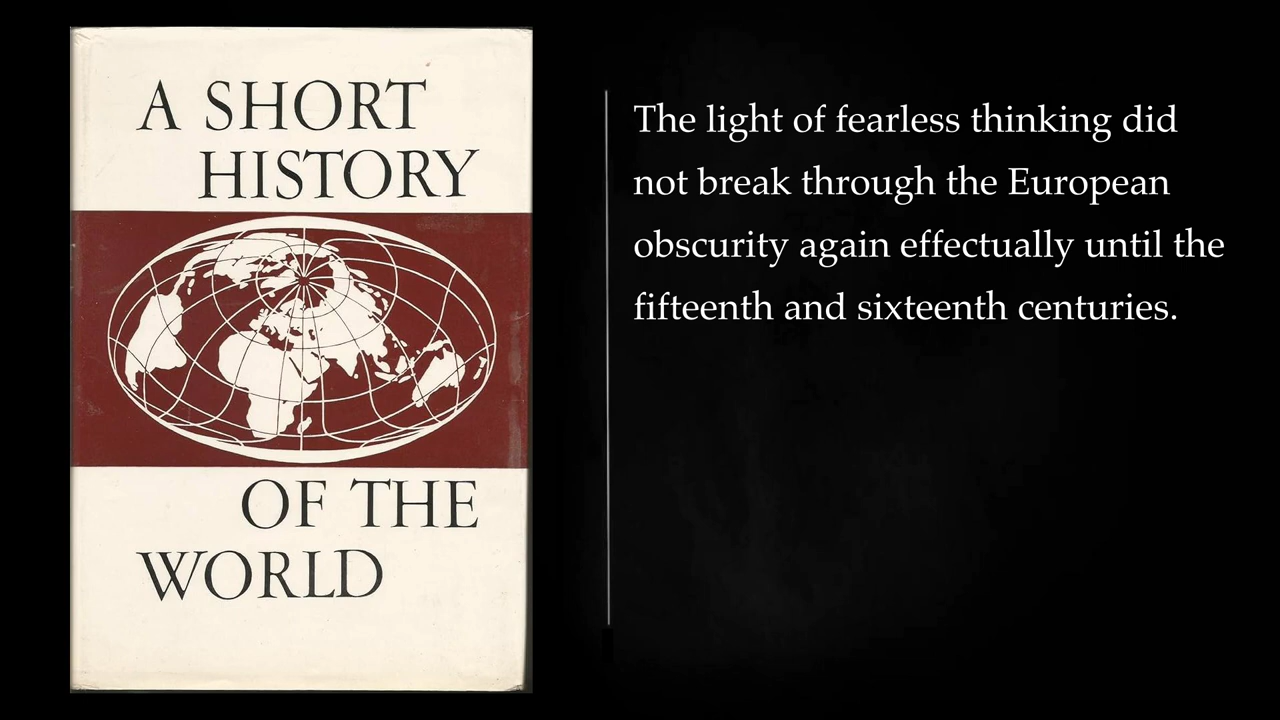 A SHORT
HISTORY
OF THE
WORLD
The light of fearless thinking did
not break through the European
obscurity again effectually until the
fifteenth and sixteenth centuries.